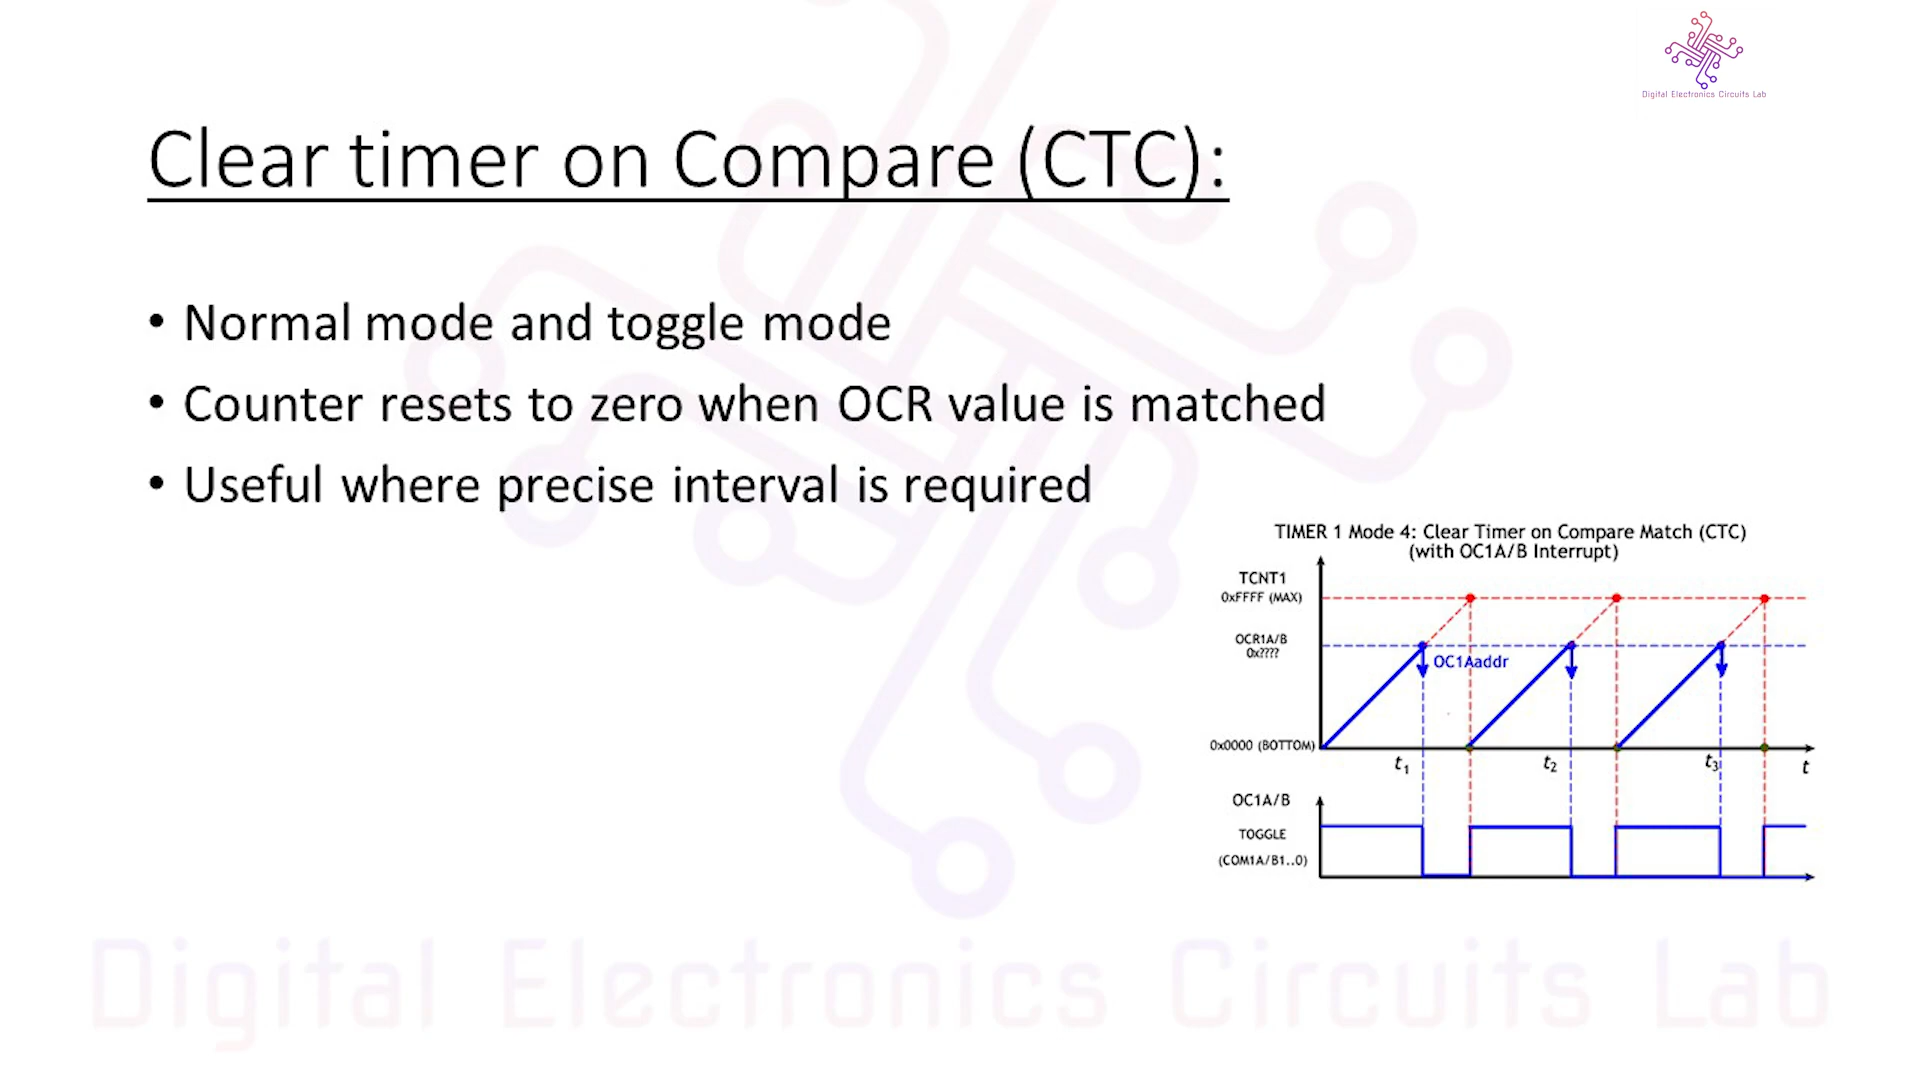 Digital Electronics Circuits Lab
Clear timer on Compare (CTC):
• Normal mode and toggle mode
• Counter resets to zero when OCR value is matched
• Useful where precise interval is required
TIMER 1 Mode 4: Clear Timer on Compare Match (CTC)
(with OC1A/B Interrupt)
TCNT1
0xFFFF (MAX)
OCR1A/B
0x????
OC1Aaddr
0x0000 (BOTTOM)
t1 t2 t3 t
OC1A/B
TOGGLE
(COM1A/B1..0)
Digital Electronics Circuits Lab